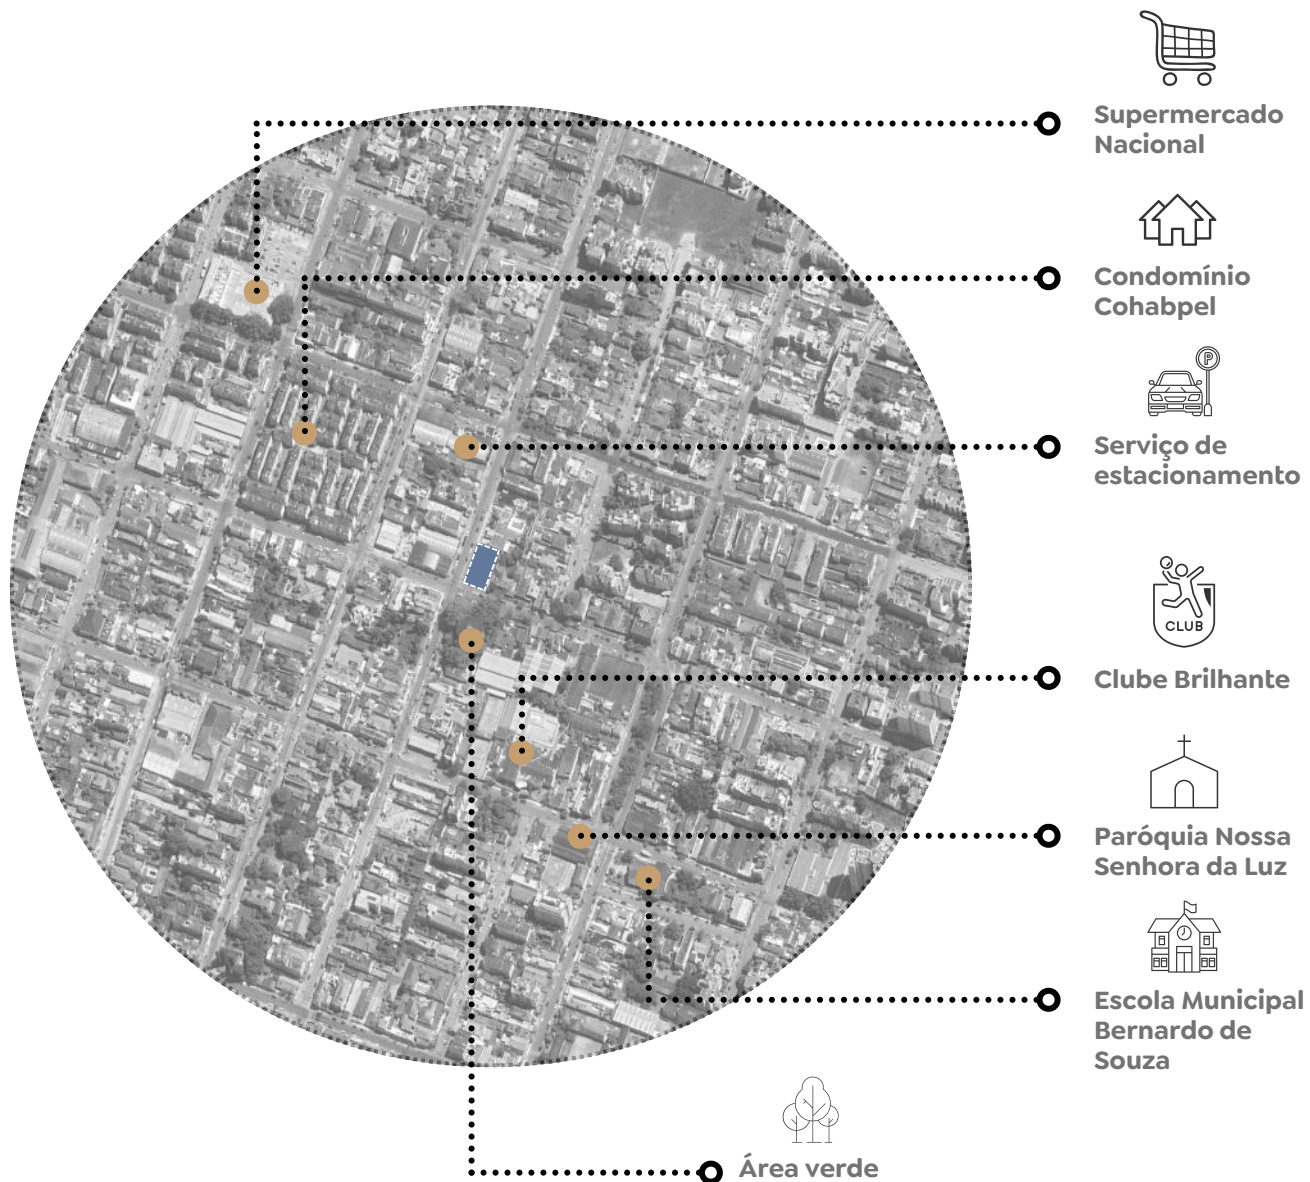 Supermercado
Nacional
Condomínio
Cohabpel
P
Serviço de
estacionamento
CLUB
Clube Brilhante
Paróquia Nossa
Senhora da Luz
Escola Municipal
Bernardo de
Souza
Área verde